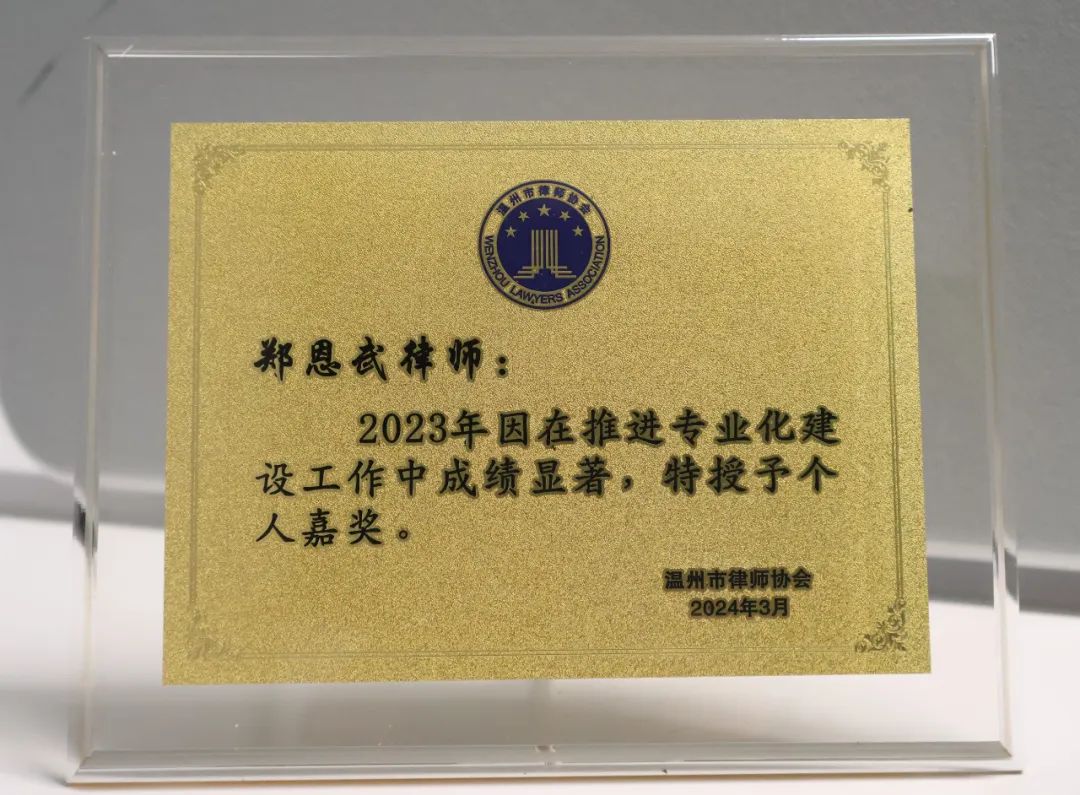 温州市律师协会
WENZHOU LAWYERS ASSOCIATION
郑恩武律师：
2023年因在推进专业化建
设工作中成绩显著，特授予个
人嘉奖。
温州市律师协会
2024年3月